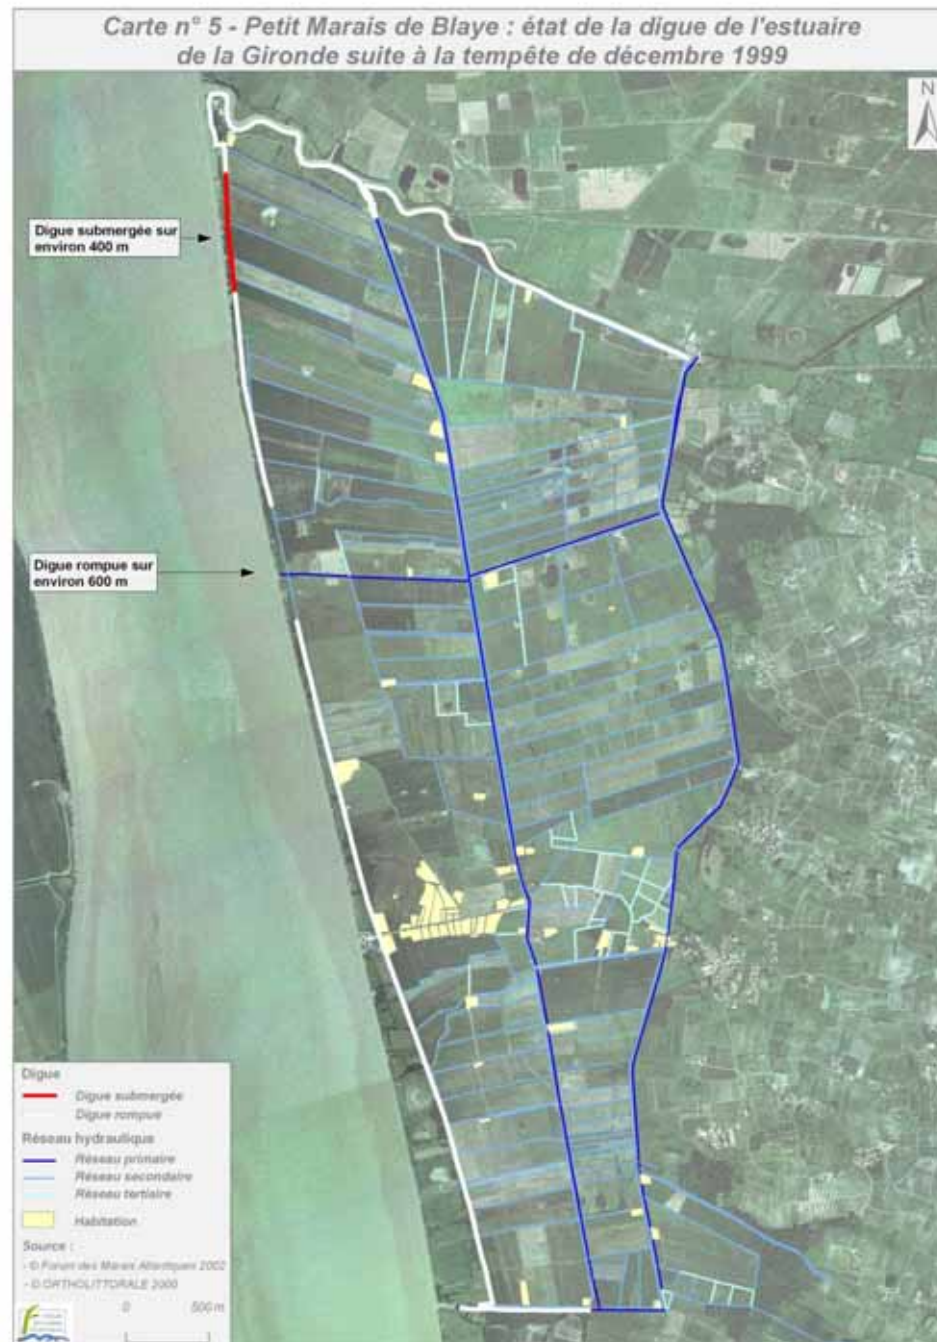 Carte n° 5 - Petit Marais de Blaye : état de la digue de l'estuaire
de la Gironde suite à la tempête de décembre 1999
N
Digue submergée sur
environ 400 m
Digue rompue sur
environ 600 m
Digue
Digue submergée
Digue rompue
Réseau hydraulique
Réseau primaire
Réseau secondaire
Réseau tertiaire
Habitation
Source :
- © Forum des Marais Atlantiques 2002
- © ORTHOLITTORALE 2000
0 500 m